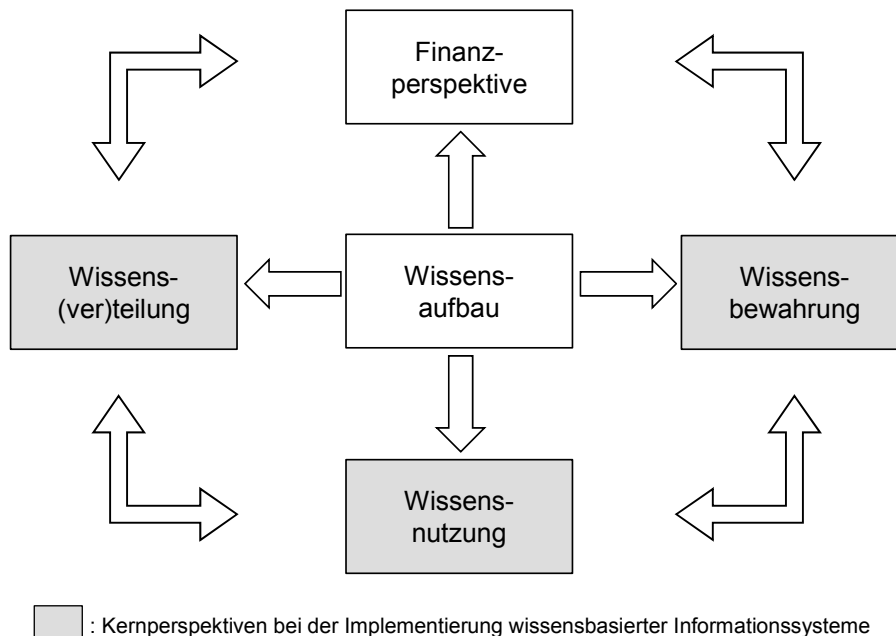 Finanz-
perspektive
Wissens-
(ver)teilung
Wissens-
aufbau
Wissens-
bewahrung
Wissens-
nutzung
: Kernperspektiven bei der Implementierung wissensbasierter Informationssysteme